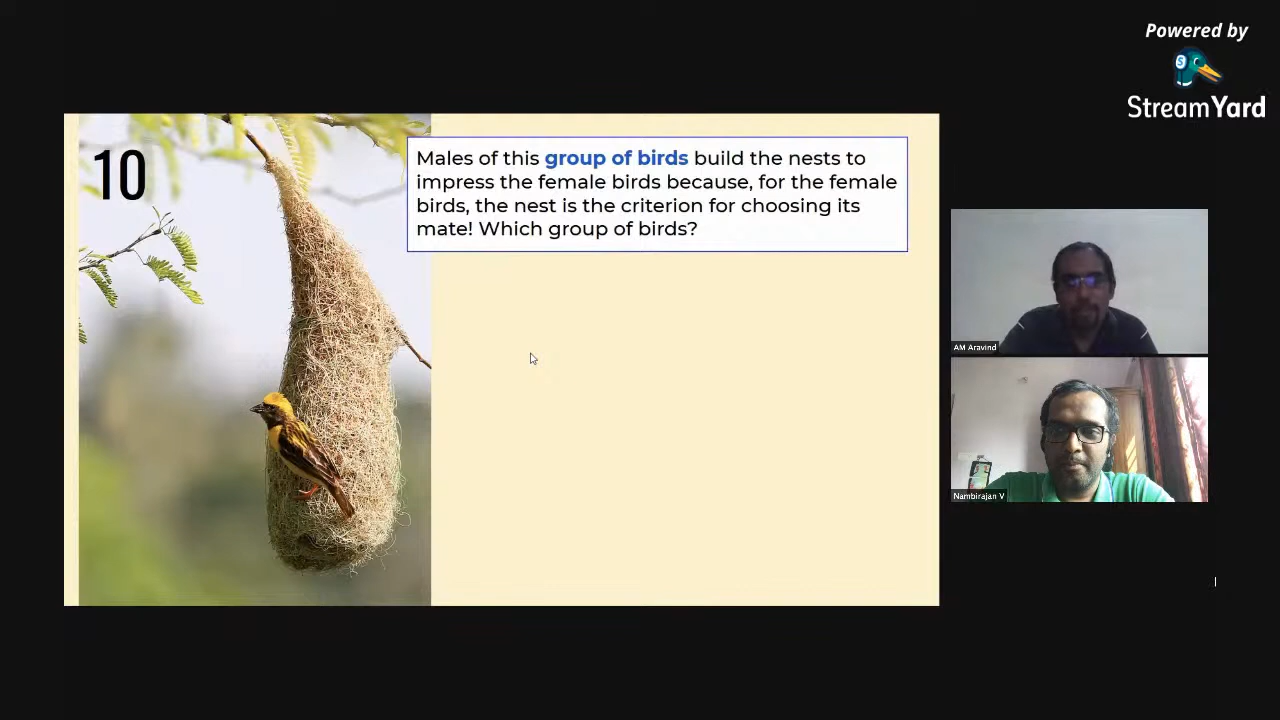 Powered by
StreamYard
10
Males of this group of birds build the nests to
impress the female birds because, for the female
birds, the nest is the criterion for choosing its
mate! Which group of birds?
AM Aravind
Nambirajan V